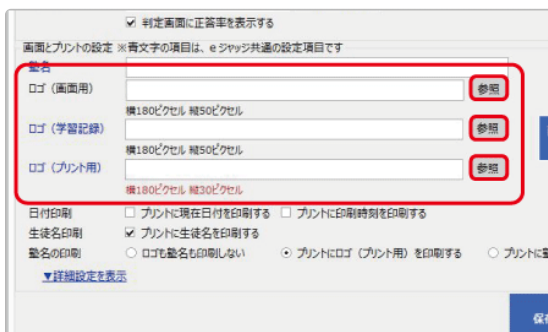 判定画面に正答率を表示する
画面とプリントの設定 ※青文字の項目は、eジャッジ共通の設定項目です
塾名
ロゴ（画面用） 参照
横180ピクセル 縦50ピクセル
ロゴ（学習記録） 参照
横180ピクセル 縦50ピクセル
ロゴ（プリント用） 参照
横180ピクセル 縦30ピクセル
日付印刷 プリントに現在日付を印刷する プリントに印刷時刻を印刷する
生徒名印刷 プリントに生徒名を印刷する
塾名の印刷 ロゴも塾名も印刷しない プリントにロゴ（プリント用）を印刷する プリントに
▼詳細設定を表示
保